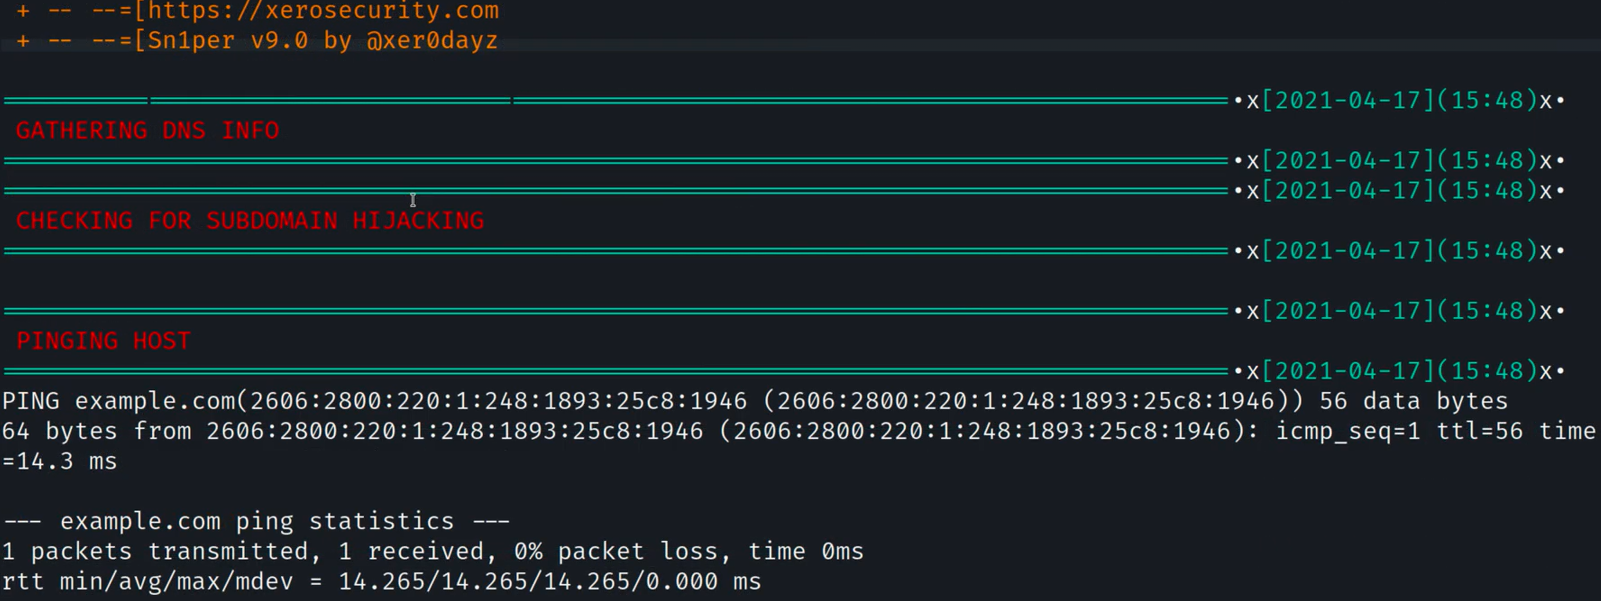 + -- --=[https://xerosecurity.com
+ -- --=[Sn1per v9.0 by @xer0dayz
════════════════════════════════════════════════════════════════════════════════════•x[2021-04-17](15:48)x•
GATHERING DNS INFO
════════════════════════════════════════════════════════════════════════════════════•x[2021-04-17](15:48)x•
════════════════════════════════════════════════════════════════════════════════════•x[2021-04-17](15:48)x•
CHECKING FOR SUBDOMAIN HIJACKING
════════════════════════════════════════════════════════════════════════════════════•x[2021-04-17](15:48)x•
════════════════════════════════════════════════════════════════════════════════════•x[2021-04-17](15:48)x•
PINGING HOST
════════════════════════════════════════════════════════════════════════════════════•x[2021-04-17](15:48)x•
PING example.com(2606:2800:220:1:248:1893:25c8:1946 (2606:2800:220:1:248:1893:25c8:1946)) 56 data bytes
64 bytes from 2606:2800:220:1:248:1893:25c8:1946 (2606:2800:220:1:248:1893:25c8:1946): icmp_seq=1 ttl=56 time
=14.3 ms
--- example.com ping statistics ---
1 packets transmitted, 1 received, 0% packet loss, time 0ms
rtt min/avg/max/mdev = 14.265/14.265/14.265/0.000 ms